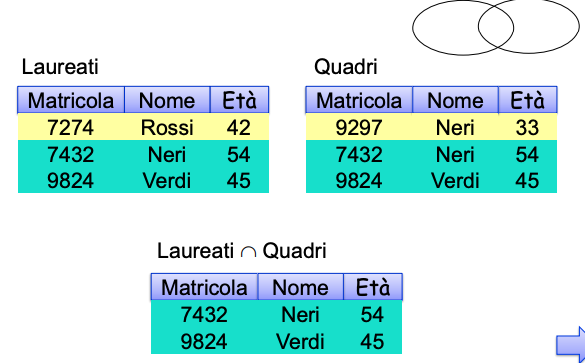 Laureati
Matricola Nome Età
7274 Rossi 42
7432 Neri 54
9824 Verdi 45
Quadri
Matricola Nome Età
9297 Neri 33
7432 Neri 54
9824 Verdi 45
Laureati ∩ Quadri
Matricola Nome Età
7432 Neri 54
9824 Verdi 45